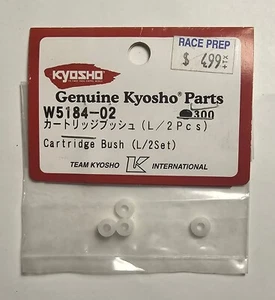 RACE PREP
$ 4.99
KYOSHO
Genuine Kyosho® Parts
W5184-02
300
カートリッジブッシュ(L/2Pcs)
Cartridge Bush (L/2Set)
TEAM KYOSHO K INTERNATIONAL